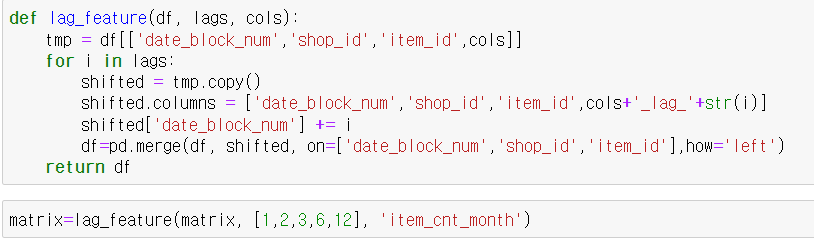 def lag_feature(df, lags, cols):
    tmp = df[['date_block_num','shop_id','item_id',cols]]
    for i in lags:
        shifted = tmp.copy()
        shifted.columns = ['date_block_num','shop_id','item_id',cols+'_lag_'+str(i)]
        shifted['date_block_num'] += i
        df=pd.merge(df, shifted, on=['date_block_num','shop_id','item_id'],how='left')
    return df
matrix=lag_feature(matrix, [1,2,3,6,12], 'item_cnt_month')